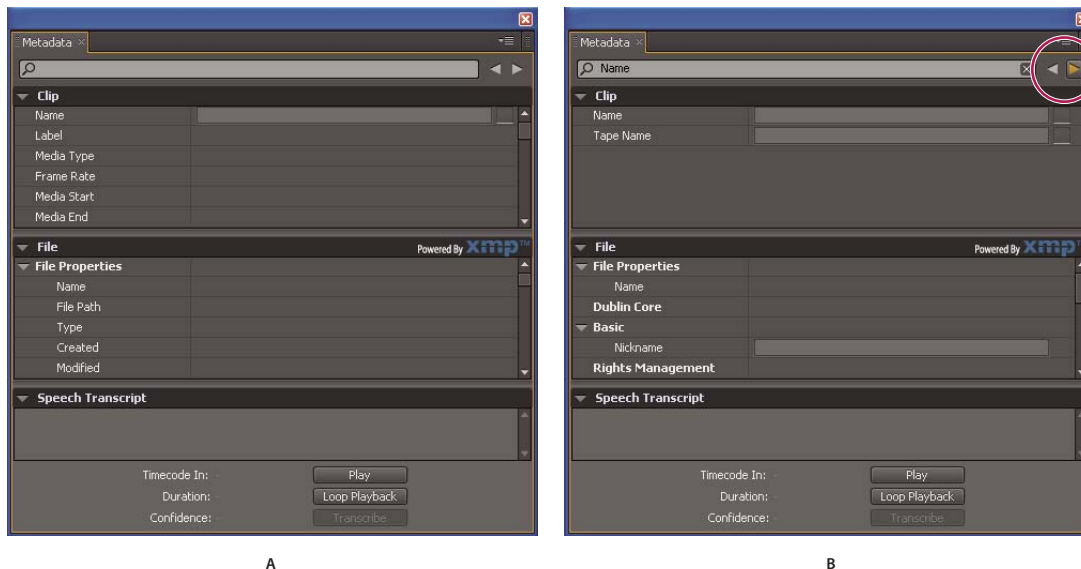 Metadata
Clip
Name
Label
Media Type
Frame Rate
Media Start
Media End
File
Powered By xmp™
File Properties
Name
File Path
Type
Created
Modified
Speech Transcript
Timecode In: -
Play
Duration: -
Loop Playback
Confidence: -
Transcribe
A
Metadata
Name
Clip
Name
Tape Name
File
Powered By xmp™
File Properties
Name
Dublin Core
Basic
Nickname
Rights Management
Speech Transcript
Timecode In: -
Play
Duration: -
Loop Playback
Confidence: -
Transcribe
B